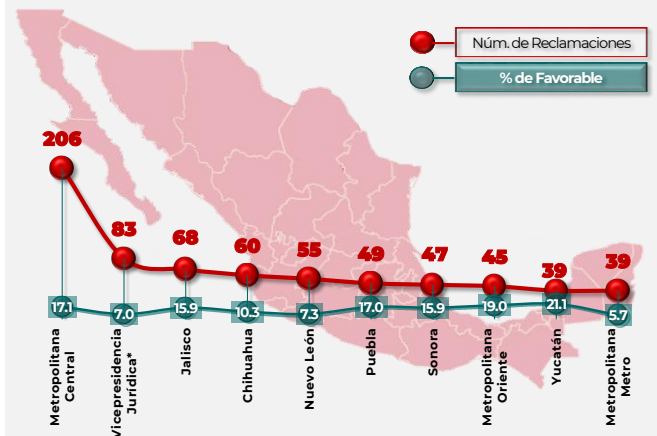 Núm. de Reclamaciones
% de Favorable
206
83
68
60
55
49
47
45
39
39
17.1
7.0
15.9
10.3
7.3
17.0
15.9
19.0
21.1
5.7
Metropolitana
Central
Vicepresidencia
Jurídica*
Jalisco
Chihuahua
Nuevo León
Puebla
Sonora
Metropolitana
Oriente
Yucatán
Metropolitana
Metro